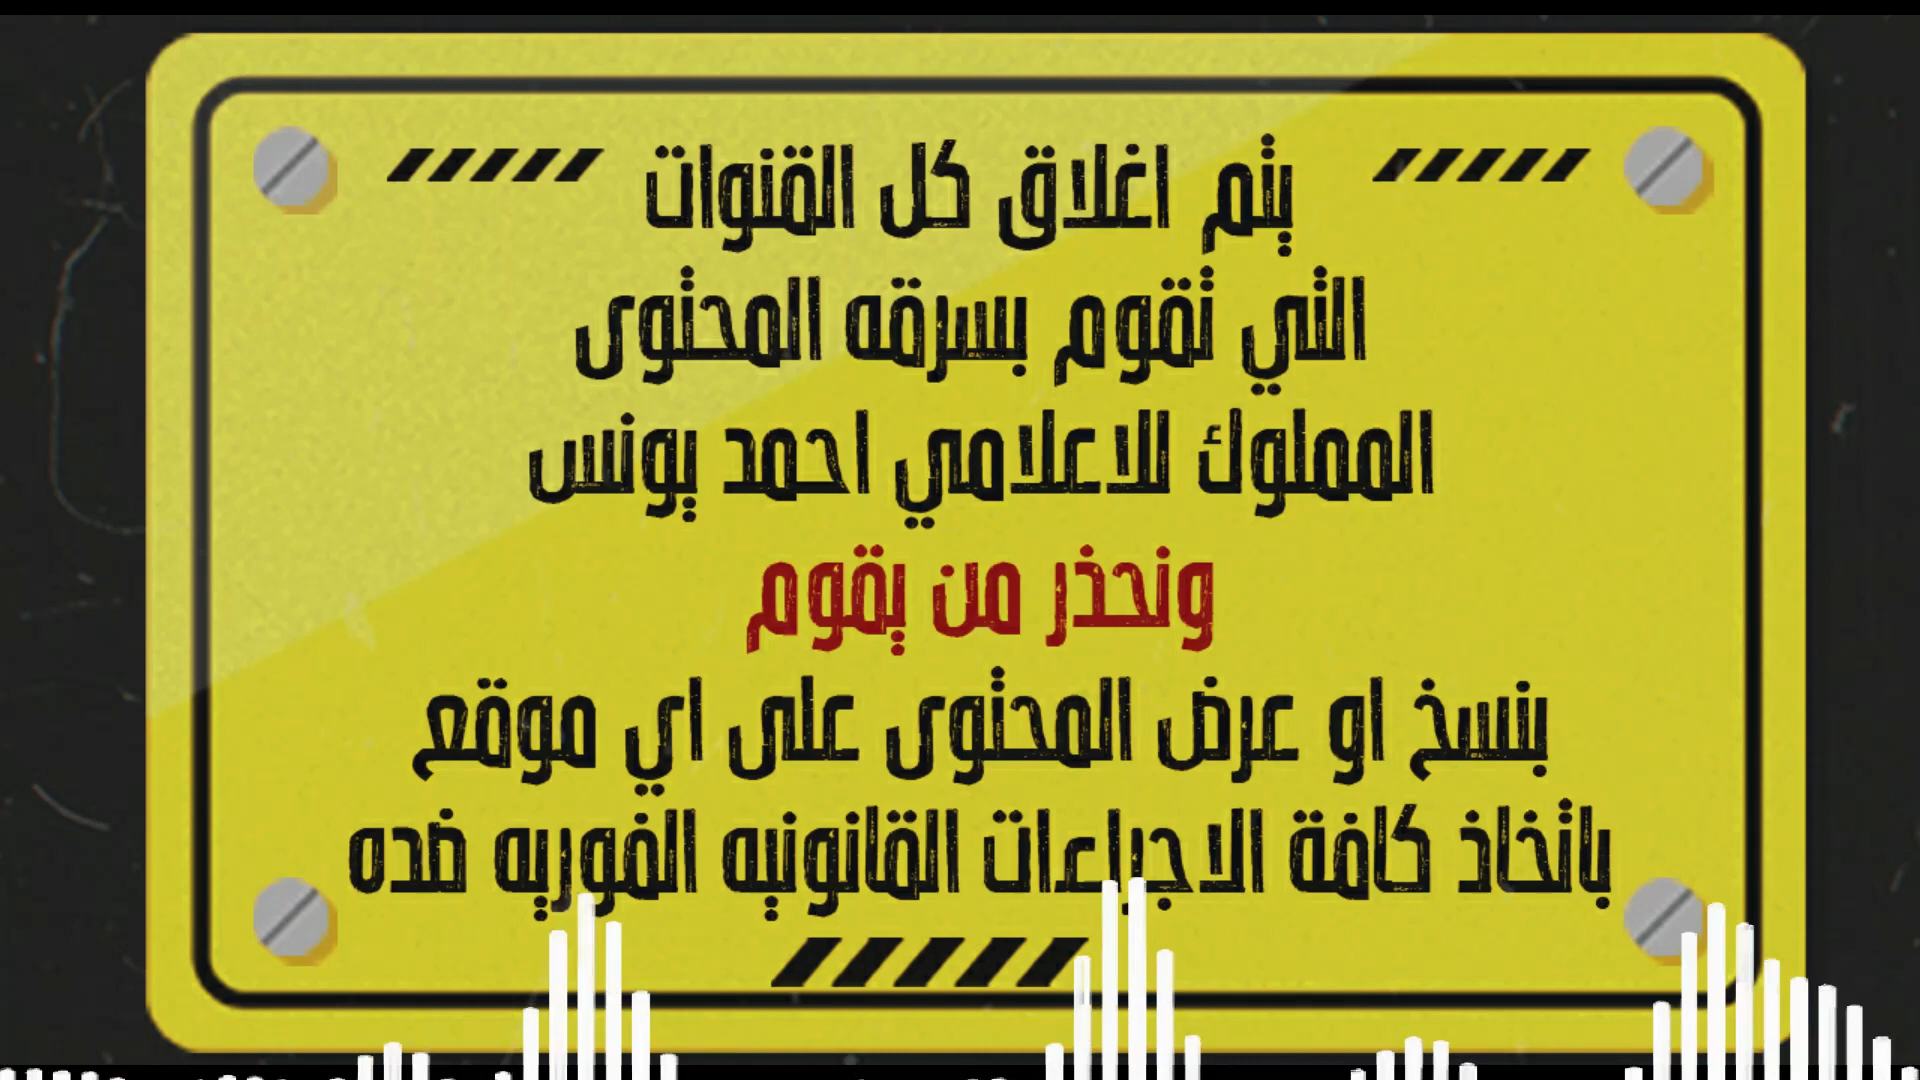 يتم اغلاق كل القنوات
التي تقوم بسرقه المحتوى
المملوك للاعلامي احمد يونس
ونحذر من يقوم
بنسخ او عرض المحتوى على اي موقع
باتخاذ كافة الاجراءات القانونيه الفوريه ضده